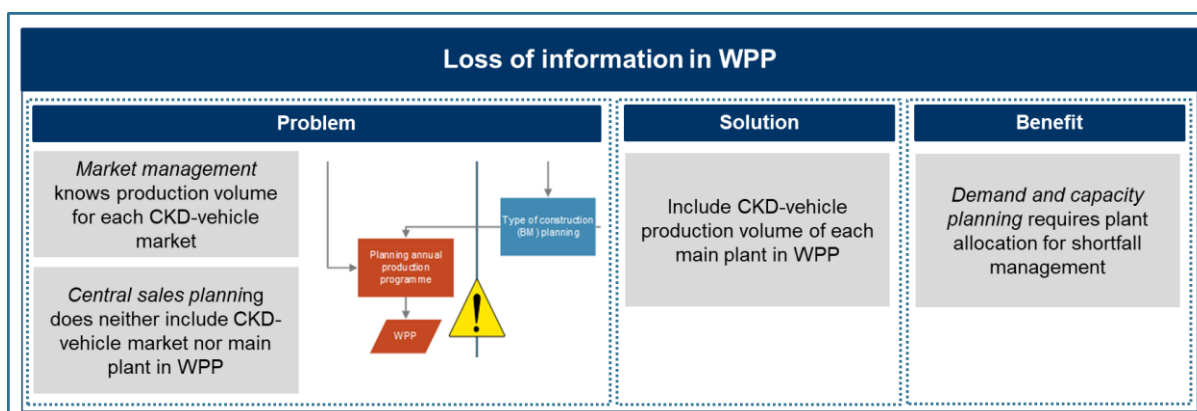 Loss of information in WPP
Problem
Market management
knows production volume
for each CKD-vehicle
market
Central sales planning
does neither include CKD-
vehicle market nor main
plant in WPP
Type of construction
(BM) planning
Planning annual
production
programme
WPP
!
Solution
Include CKD-vehicle
production volume of each
main plant in WPP
Benefit
Demand and capacity
planning requires plant
allocation for shortfall
management